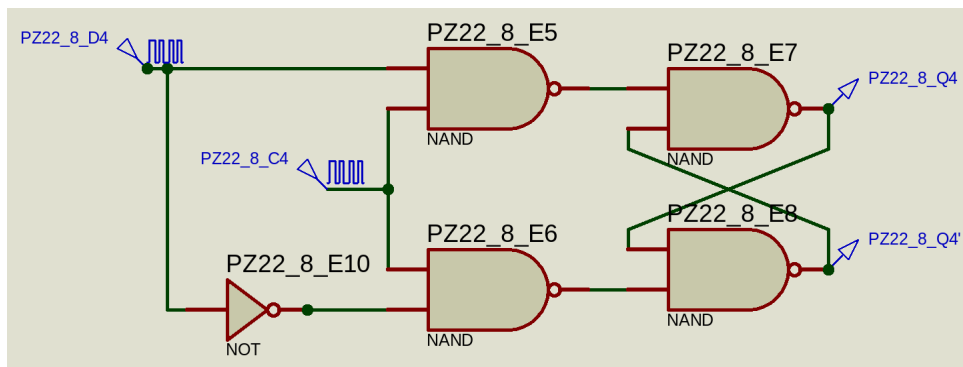 PZ22_8_D4
PZ22_8_E5
NAND
PZ22_8_E7
NAND
PZ22_8_Q4
PZ22_8_C4
PZ22_8_E10
NOT
PZ22_8_E6
NAND
PZ22_8_E8
NAND
PZ22_8_Q4'